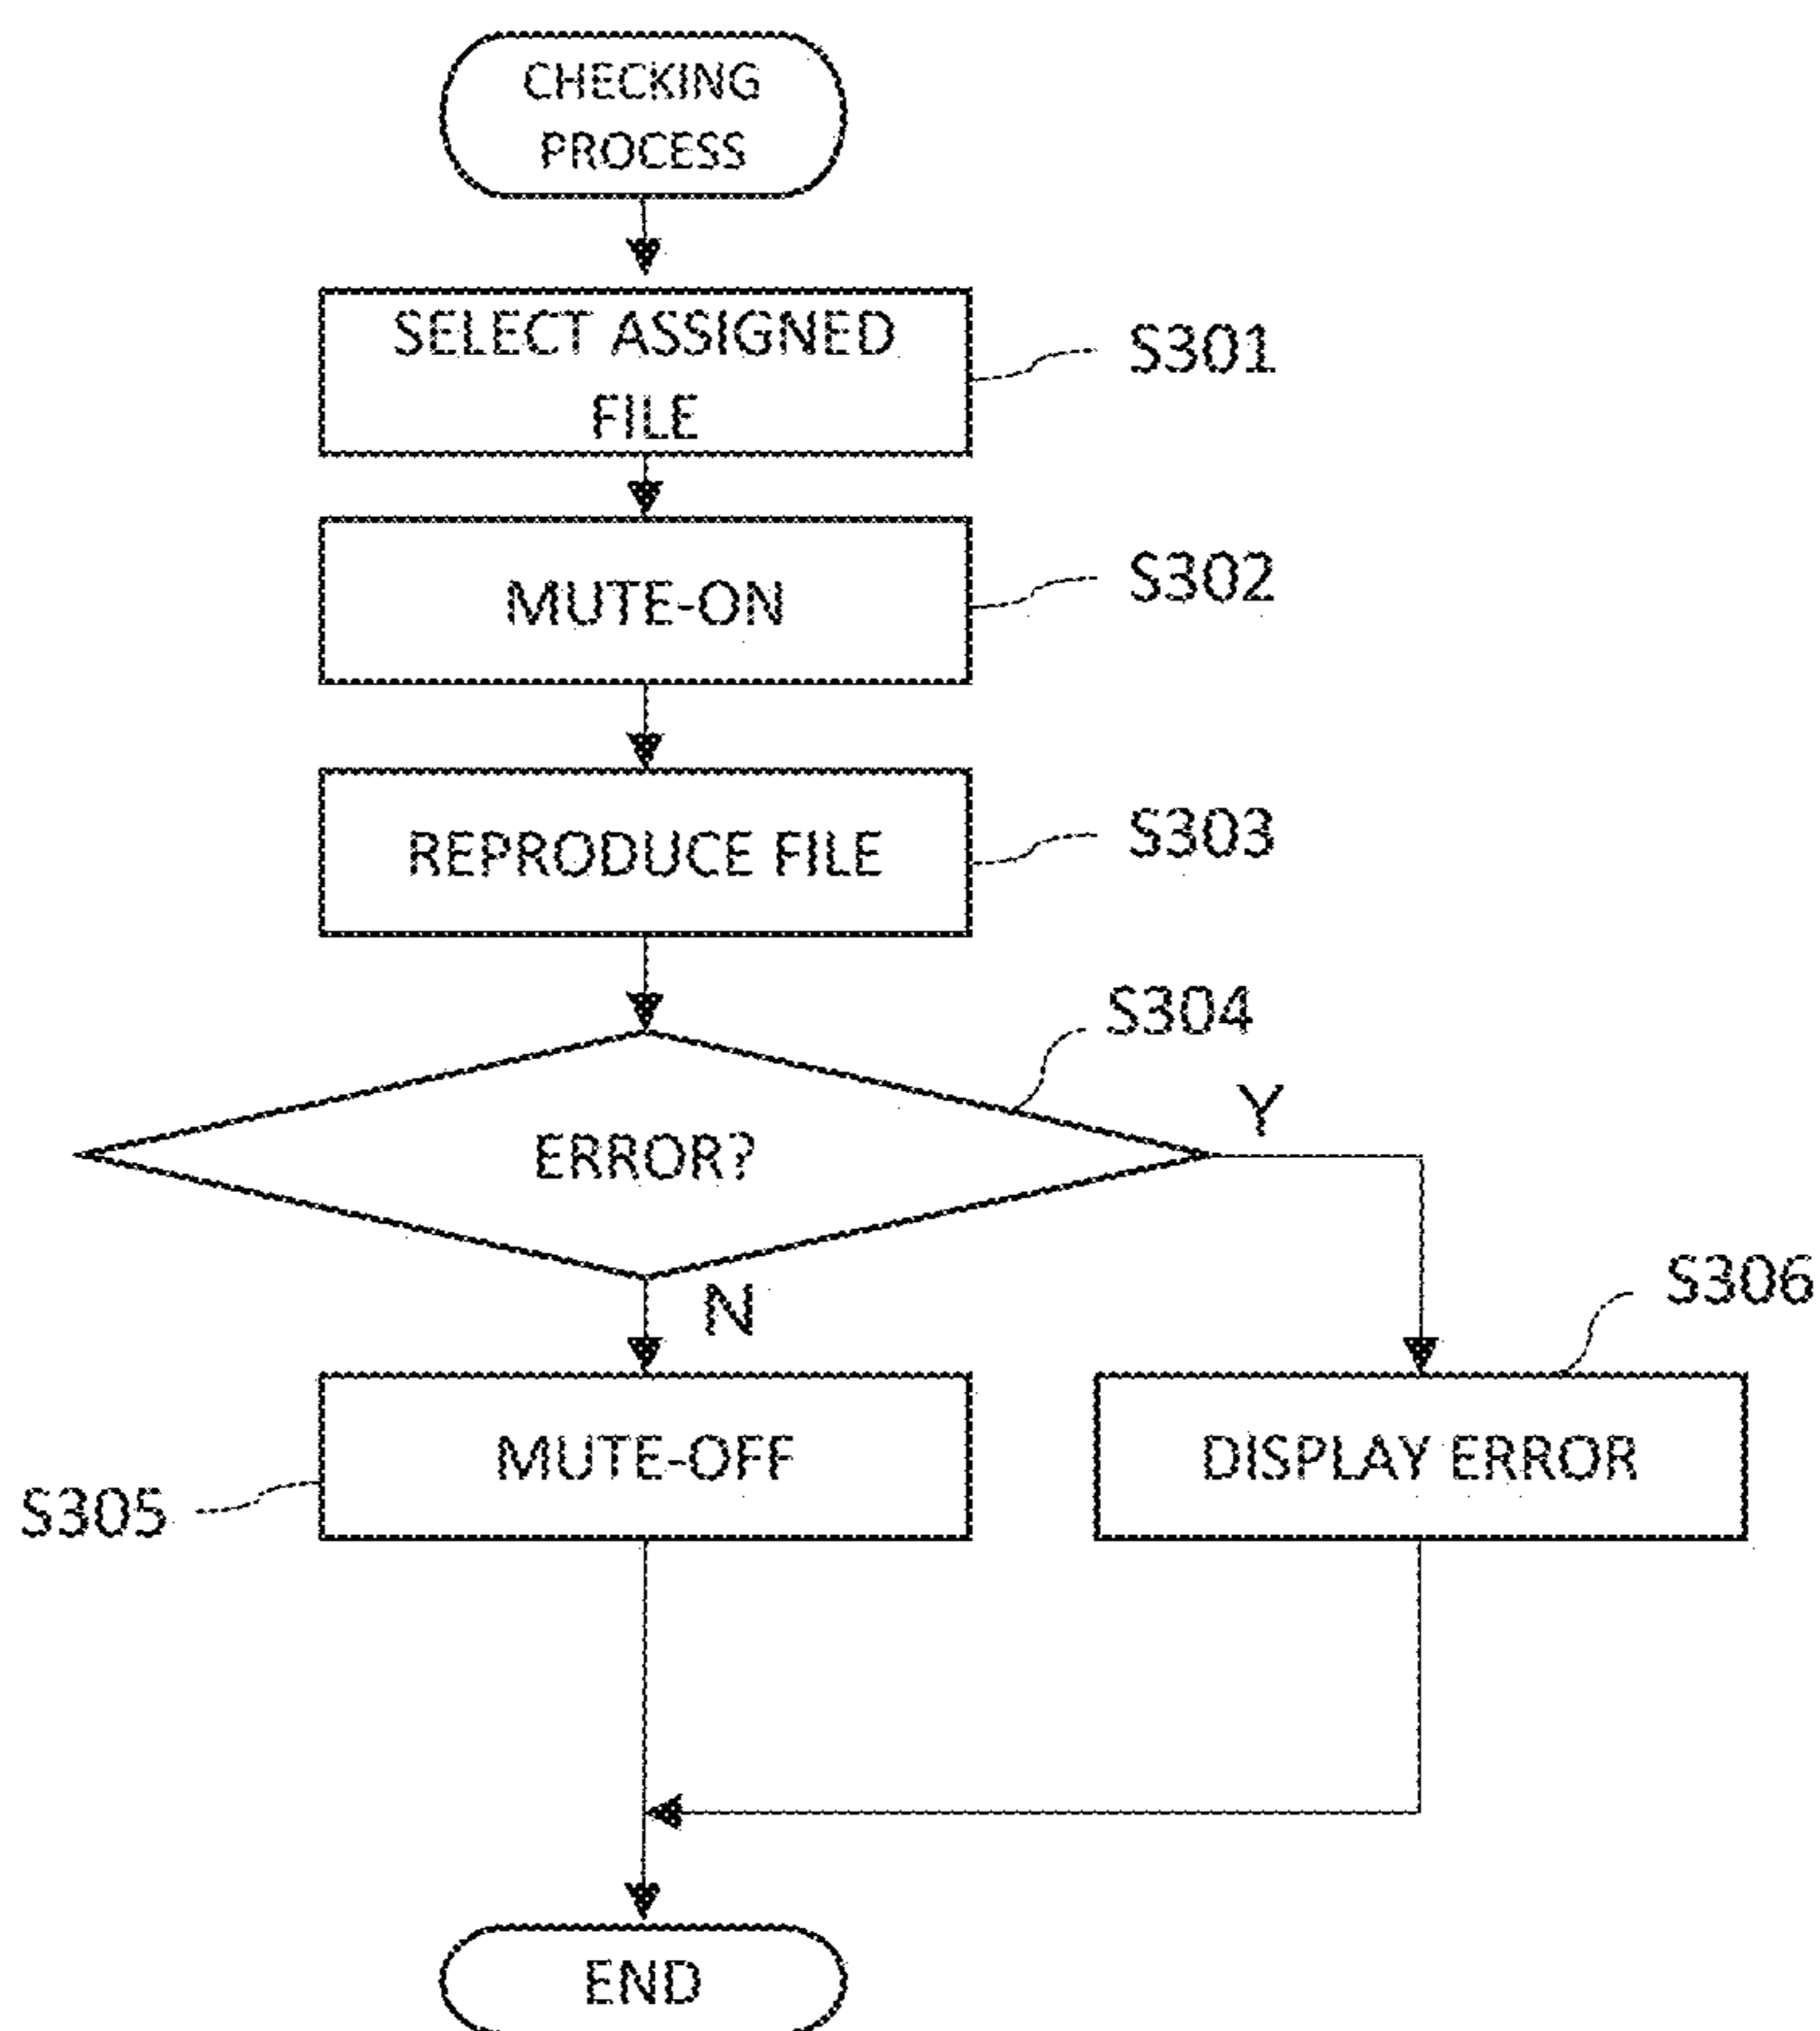 CHECKING
PROCESS
SELECT ASSIGNED
FILE
S301
MUTE-ON
S302
REPRODUCE FILE
S303
S304
ERROR?
Y
N
S306
MUTE-OFF
DISPLAY ERROR
S305
END